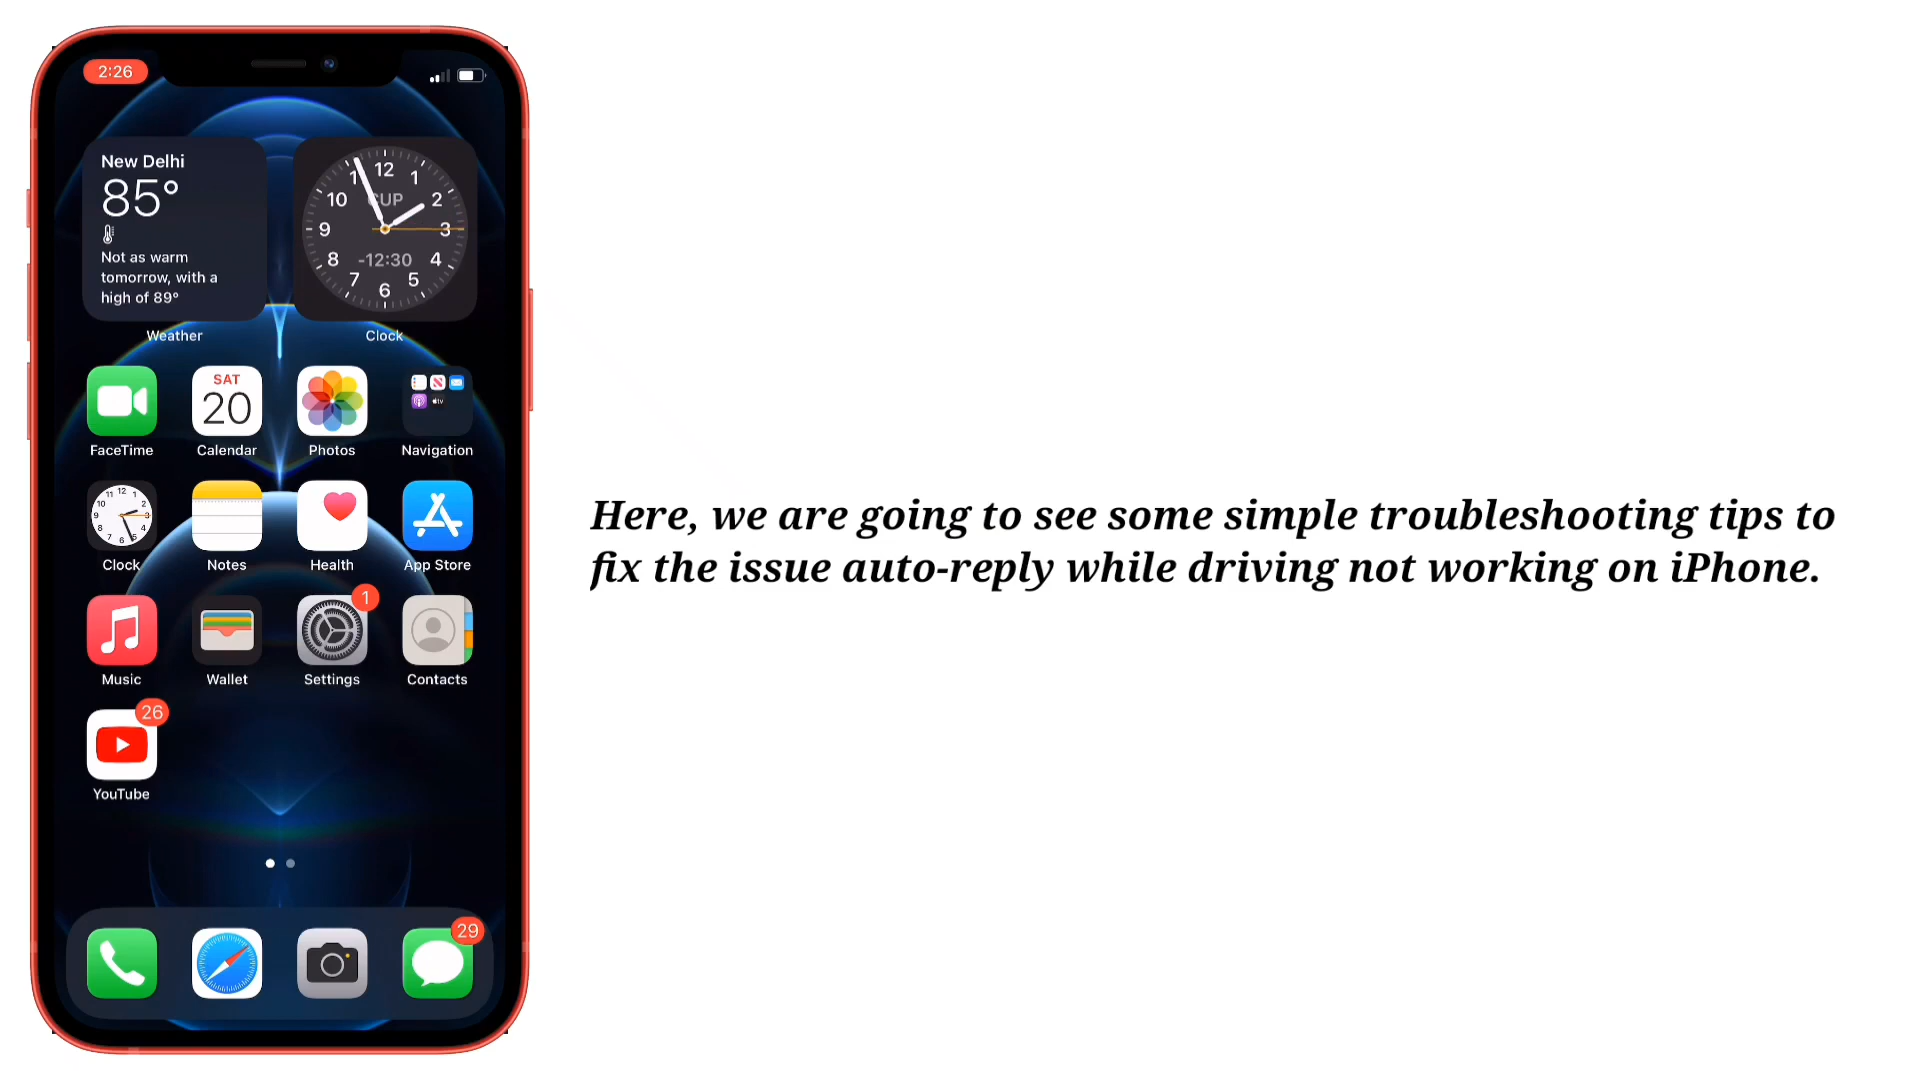 2:26
New Delhi
85°
Not as warm
tomorrow, with a
high of 89°
Weather
12
1
2
3
4
5
6
7
8
9
10
CUP
-12:30
Clock
FaceTime
SAT
20
Calendar
Photos
Navigation
Clock
Notes
Health
App Store
Music
Wallet
1
Settings
Contacts
26
YouTube
29
Here, we are going to see some simple troubleshooting tips to
fix the issue auto-reply while driving not working on iPhone.